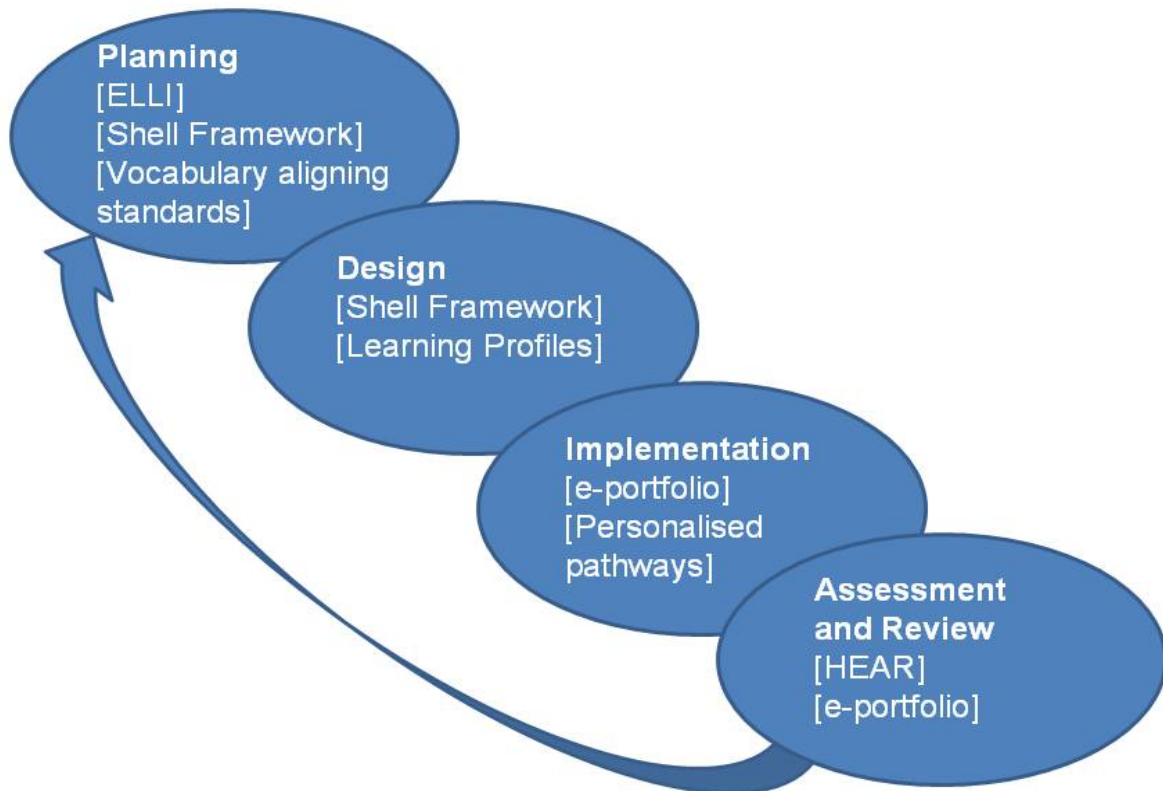 Planning
[ELLI]
[Shell Framework]
[Vocabulary aligning
standards]
Design
[Shell Framework]
[Learning Profiles]
Implementation
[e-portfolio]
[Personalised
pathways]
Assessment
and Review
[HEAR]
[e-portfolio]